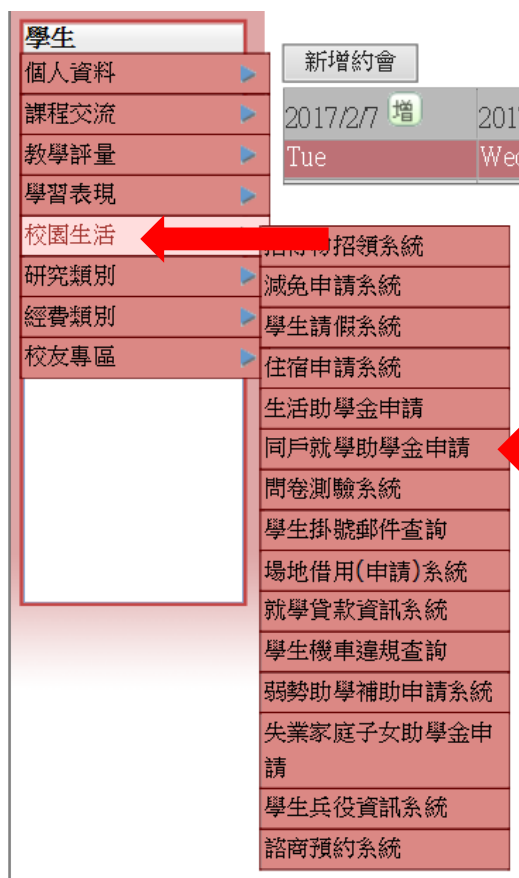 學生
個人資料
課程交流
教學評量
學習表現
校園生活
研究類別
經費類別
校友專區
新增約會
2017/2/7 增 201
Tue Wed
招領系統
減免申請系統
學生請假系統
住宿申請系統
生活助學金申請
同戶就學助學金申請
問卷測驗系統
學生掛號郵件查詢
場地借用(申請)系統
就學貸款資訊系統
學生機車違規查詢
弱勢助學補助申請系統
失業家庭子女助學金申
請
學生兵役資訊系統
諮商預約系統